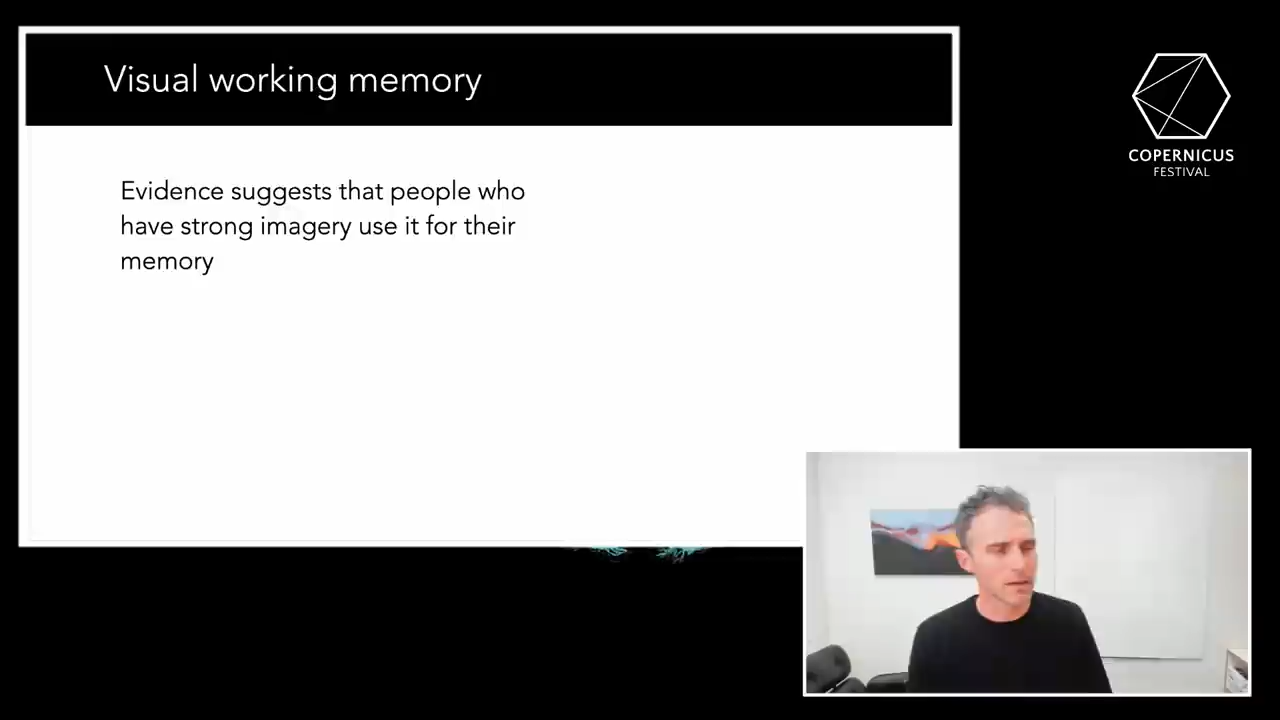 Visual working memory
Evidence suggests that people who
have strong imagery use it for their
memory
COPERNICUS
FESTIVAL